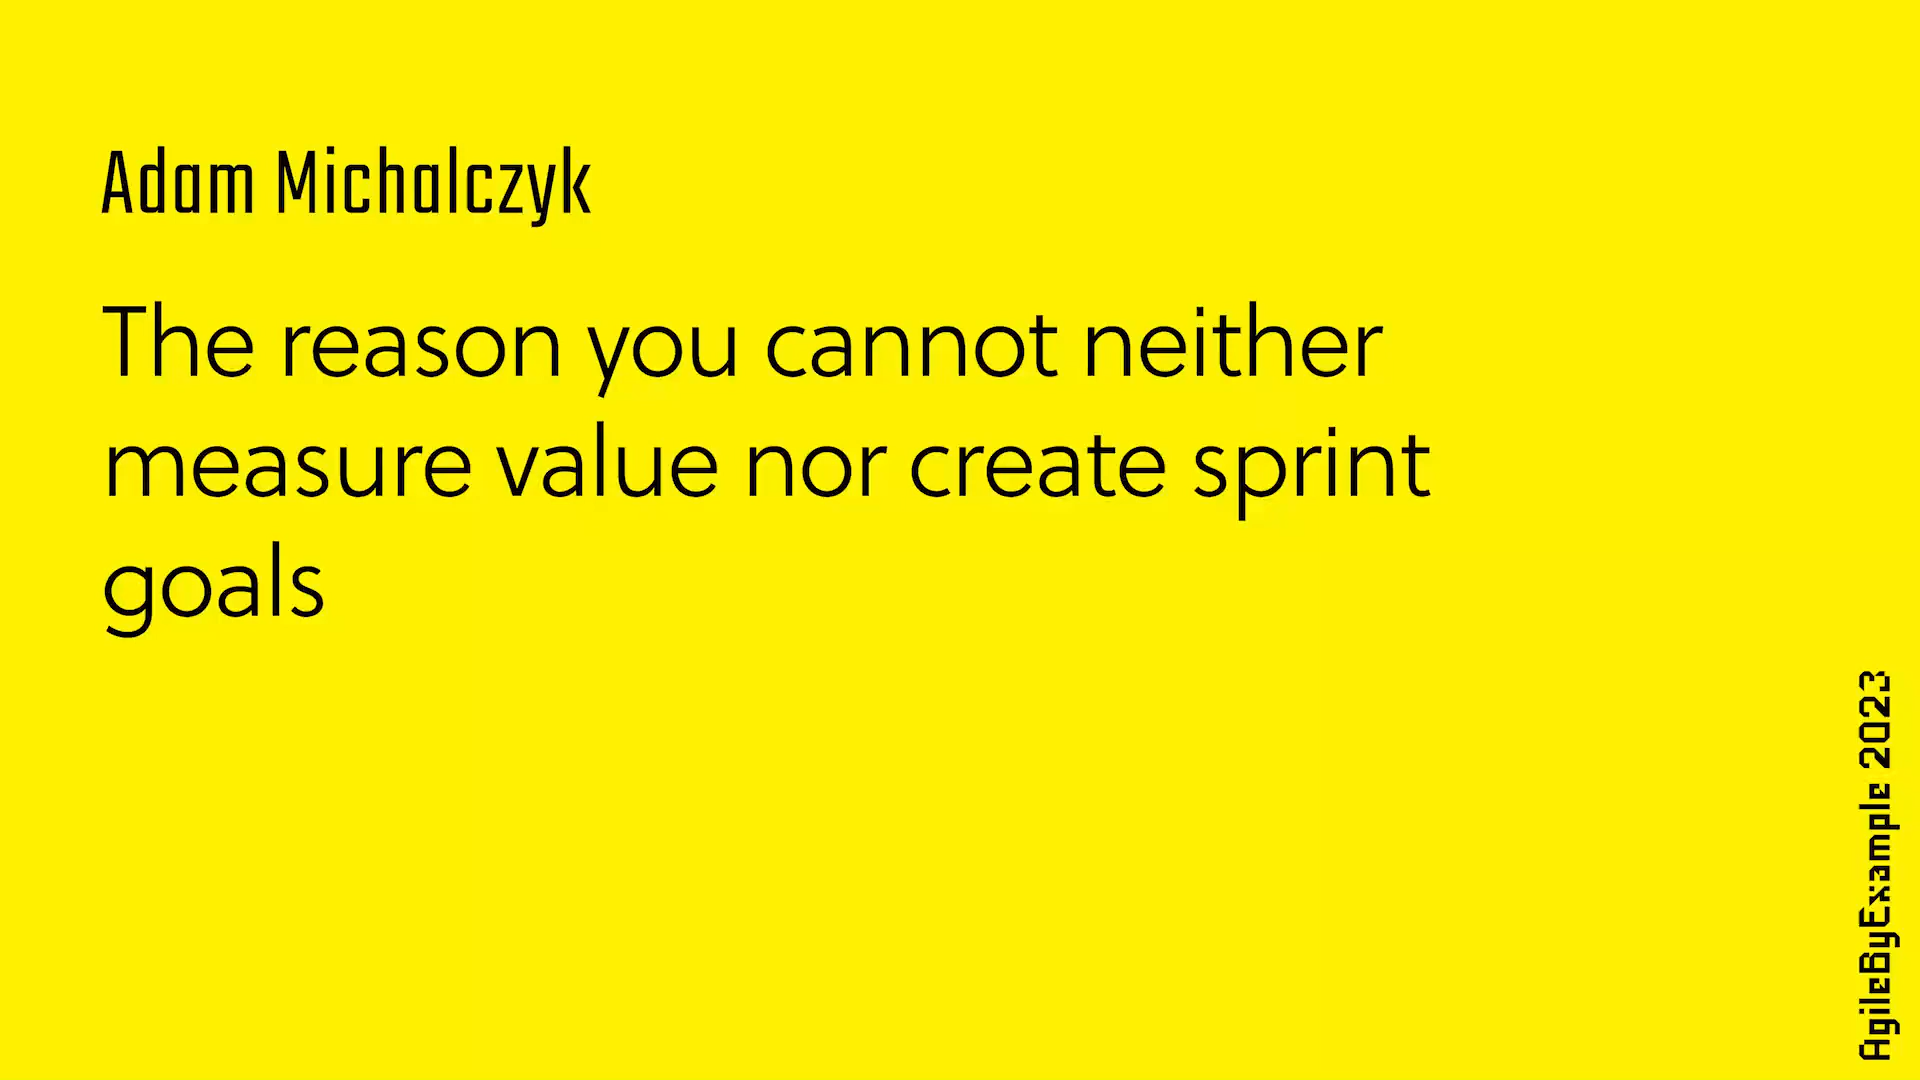 Adam Michalczyk
The reason you cannot neither
measure value nor create sprint
goals
AgileByExample 2023